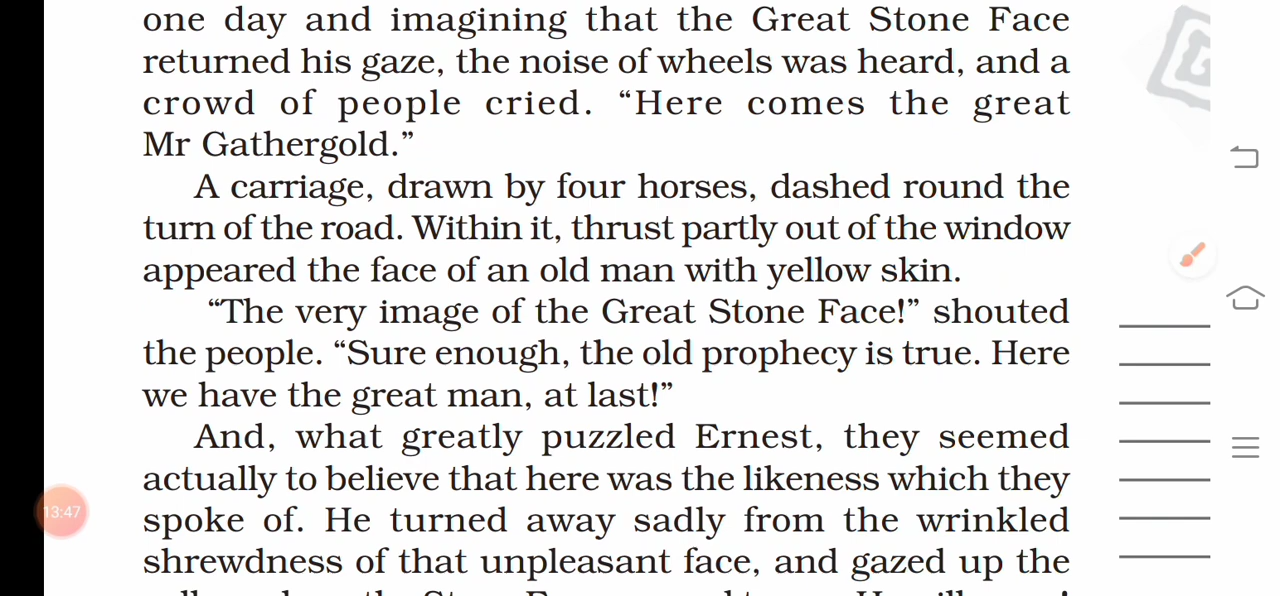 one day and imagining that the Great Stone Face
returned his gaze, the noise of wheels was heard, and a
crowd of people cried. “Here comes the great
Mr Gathergold.”
A carriage, drawn by four horses, dashed round the
turn of the road. Within it, thrust partly out of the window
appeared the face of an old man with yellow skin.
“The very image of the Great Stone Face!” shouted
the people. “Sure enough, the old prophecy is true. Here
we have the great man, at last!”
And, what greatly puzzled Ernest, they seemed
actually to believe that here was the likeness which they
spoke of. He turned away sadly from the wrinkled
shrewdness of that unpleasant face, and gazed up the
13:47